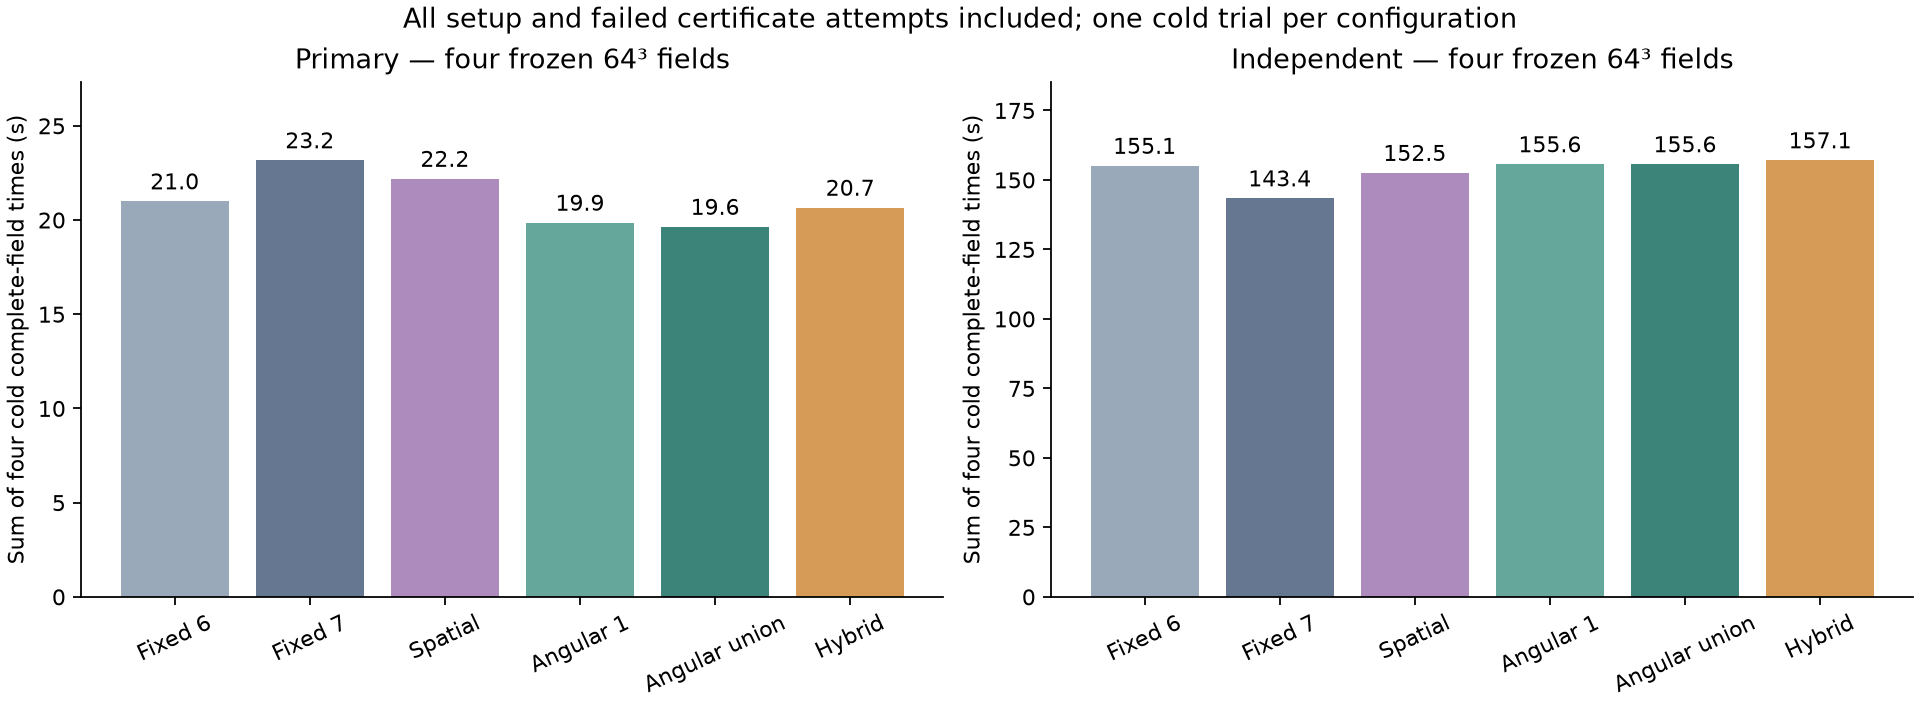 All setup and failed certificate attempts included; one cold trial per configuration
Primary — four frozen 64³ fields
Sum of four cold complete-field times (s)
25
20
15
10
5
0
21.0
23.2
22.2
19.9
19.6
20.7
Fixed 6
Fixed 7
Spatial
Angular 1
Angular union
Hybrid
Independent — four frozen 64³ fields
Sum of four cold complete-field times (s)
175
150
125
100
75
50
25
0
155.1
143.4
152.5
155.6
155.6
157.1
Fixed 6
Fixed 7
Spatial
Angular 1
Angular union
Hybrid